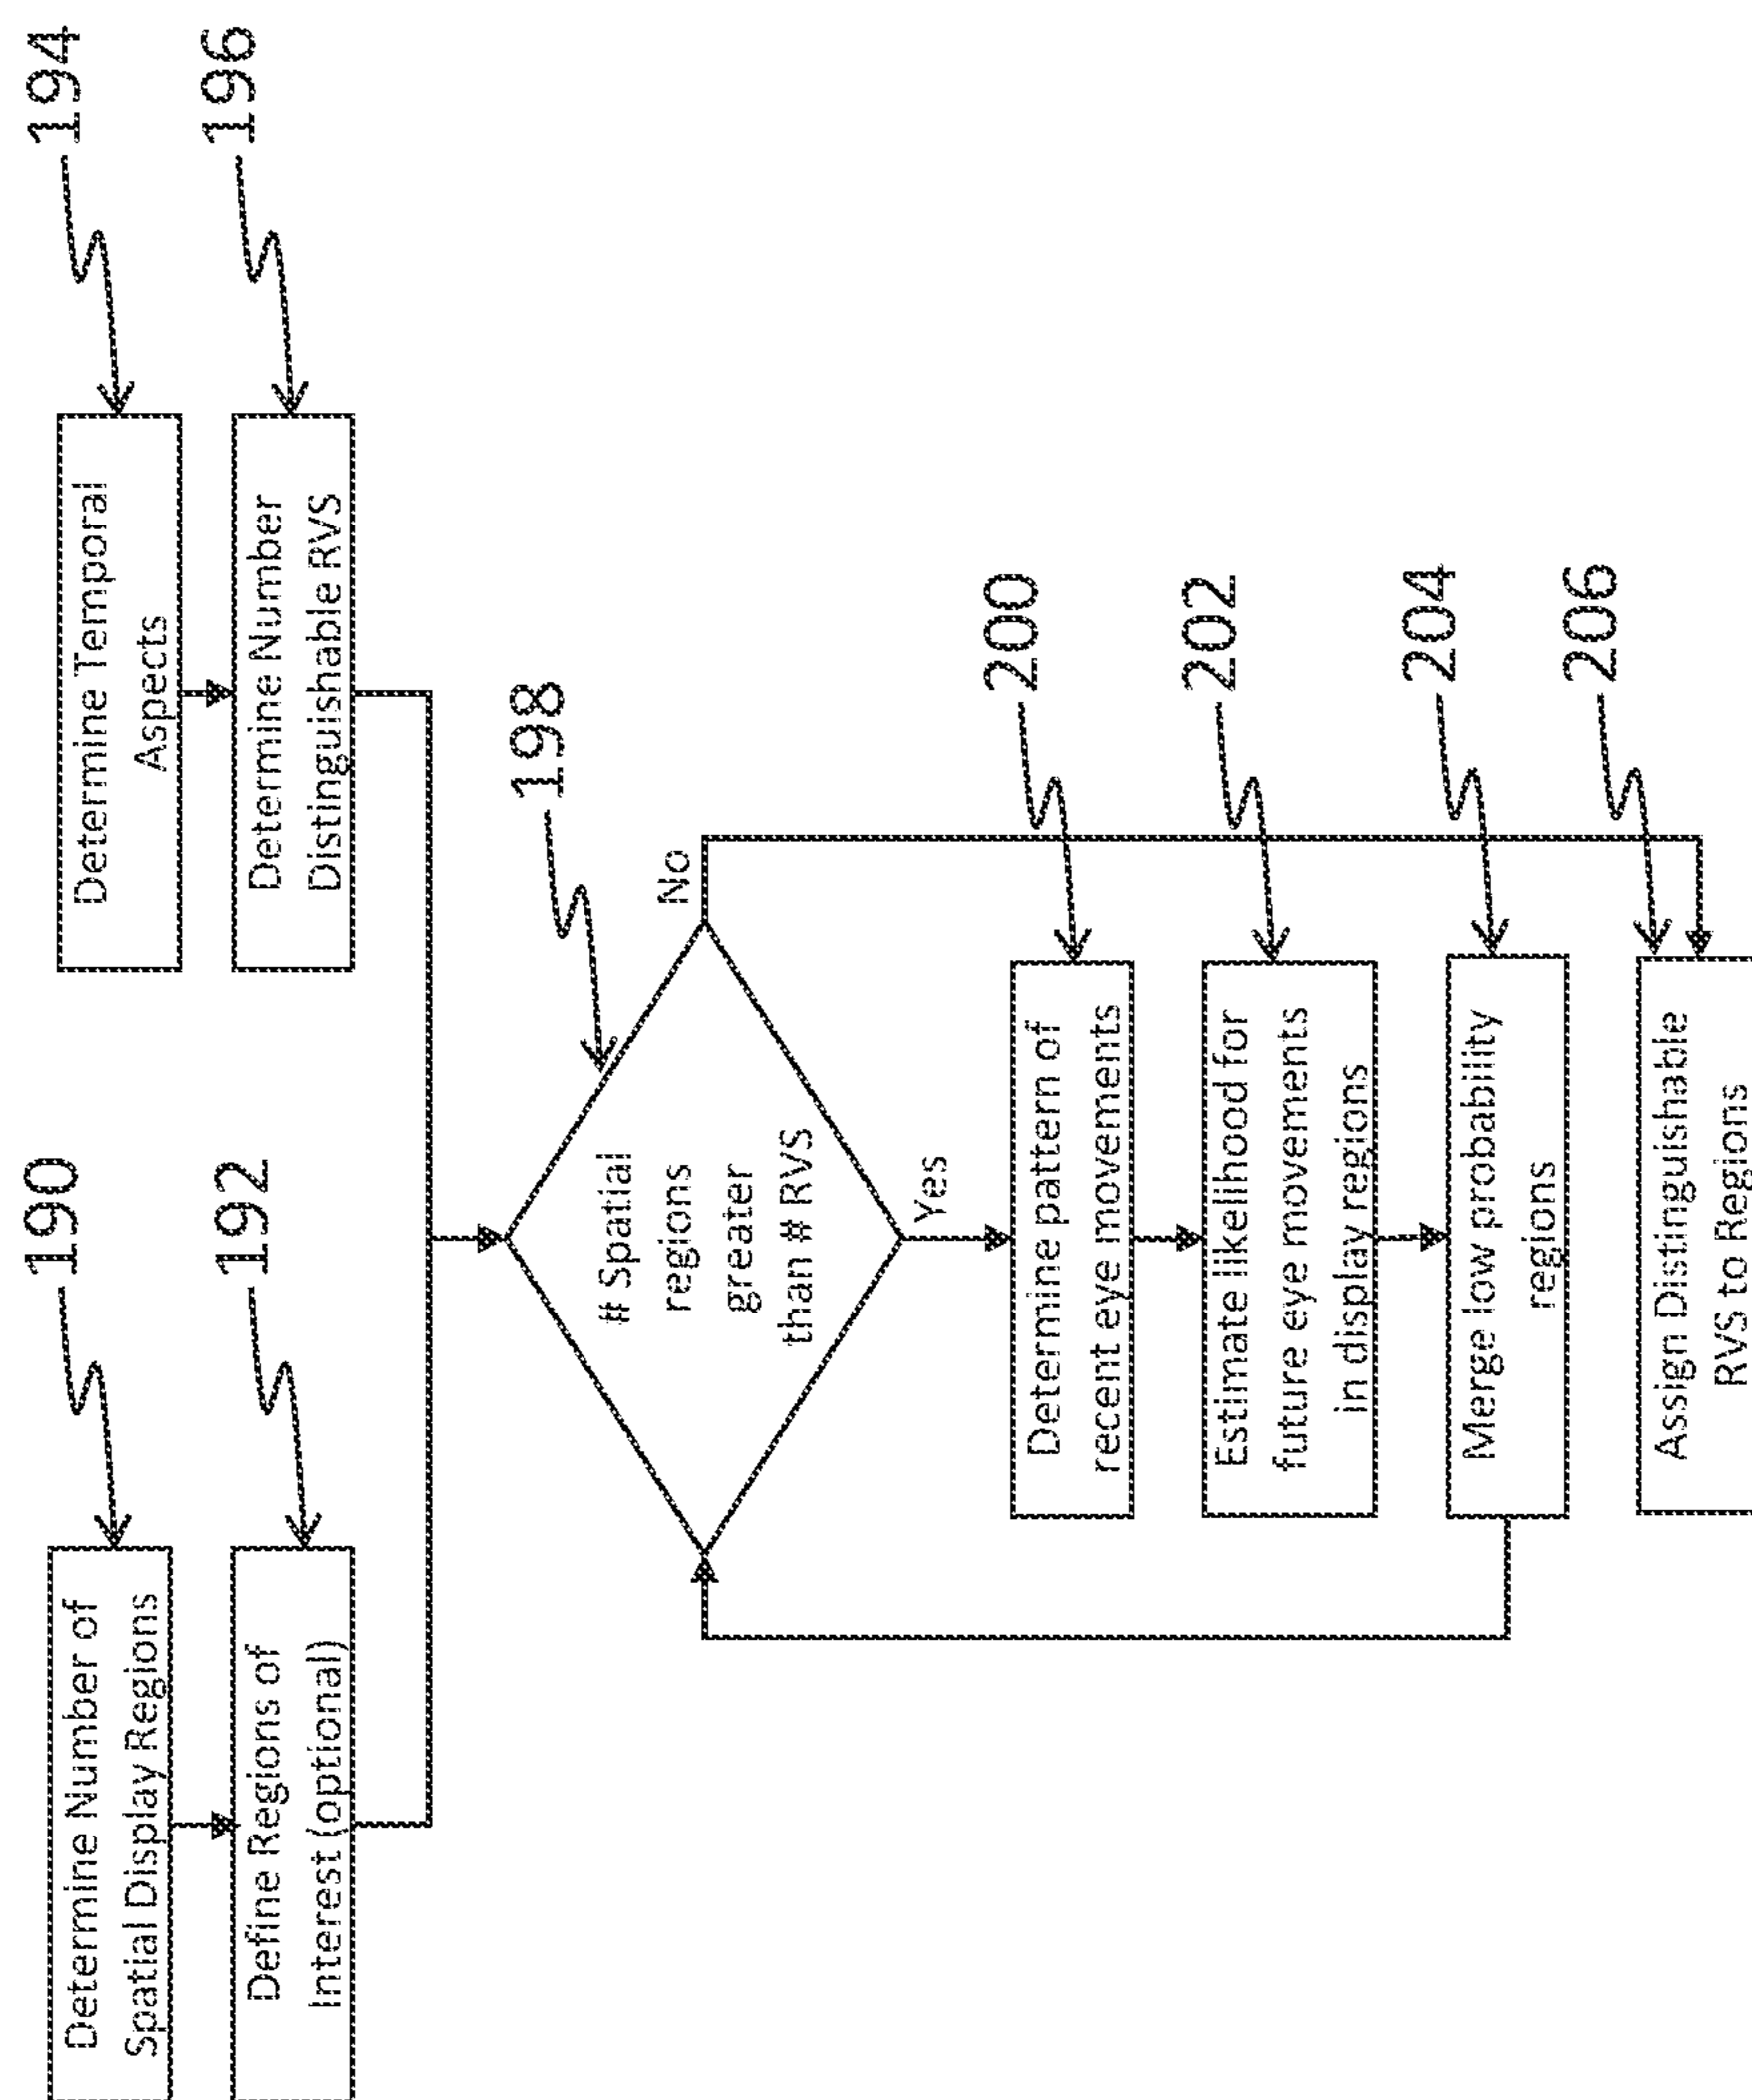 190
Determine Number of
Spatial Display Regions
192
Define Regions of
Interest (optional)
194
Determine Temporal
Aspects
196
Determine Number
Distinguishable RVS
198
# Spatial
regions
greater
than # RVS
No
Yes
200
Determine pattern of
recent eye movements
202
Estimate likelihood for
future eye movements
in display regions
204
Merge low probability
regions
206
Assign Distinguishable
RVS to Regions